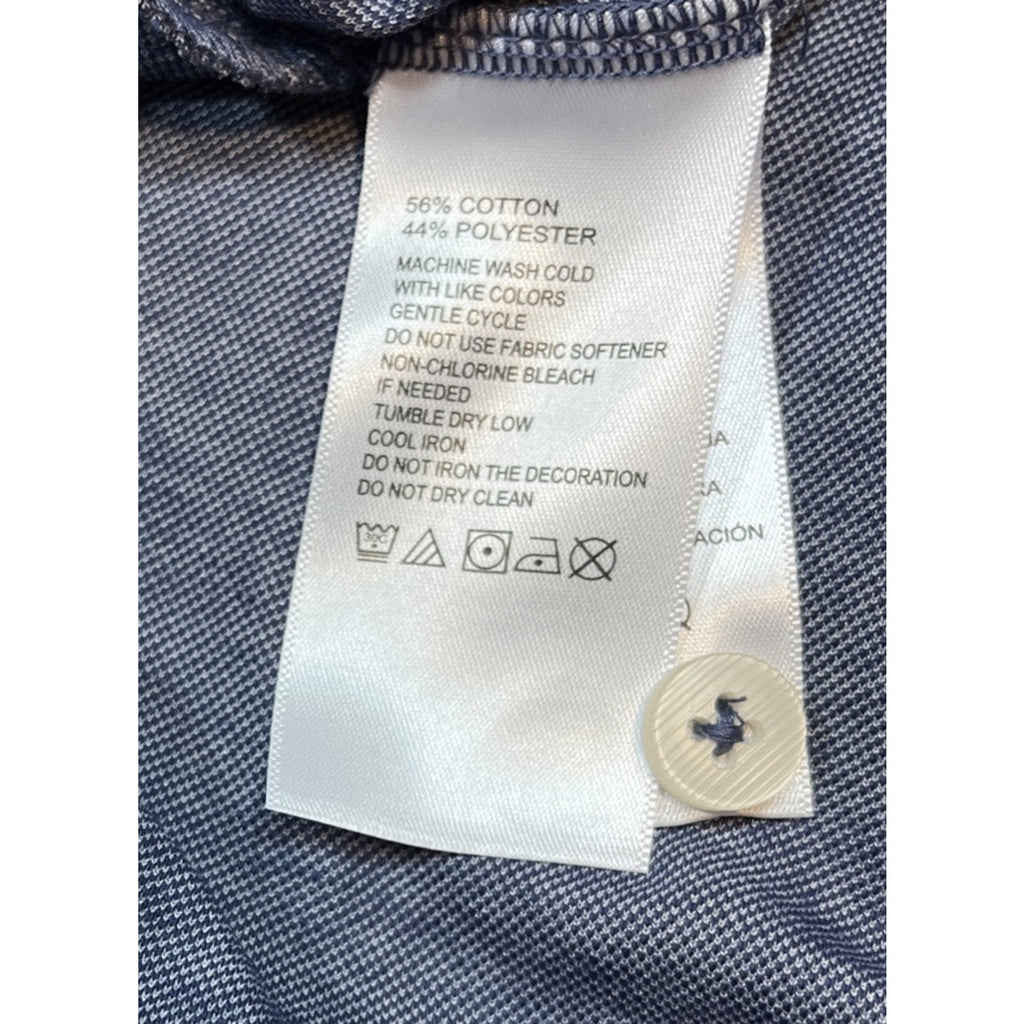 56% COTTON
44% POLYESTER
MACHINE WASH COLD
WITH LIKE COLORS
GENTLE CYCLE
DO NOT USE FABRIC SOFTENER
NON-CHLORINE BLEACH
IF NEEDED
TUMBLE DRY LOW
COOL IRON
DO NOT IRON THE DECORATION
DO NOT DRY CLEAN
30C